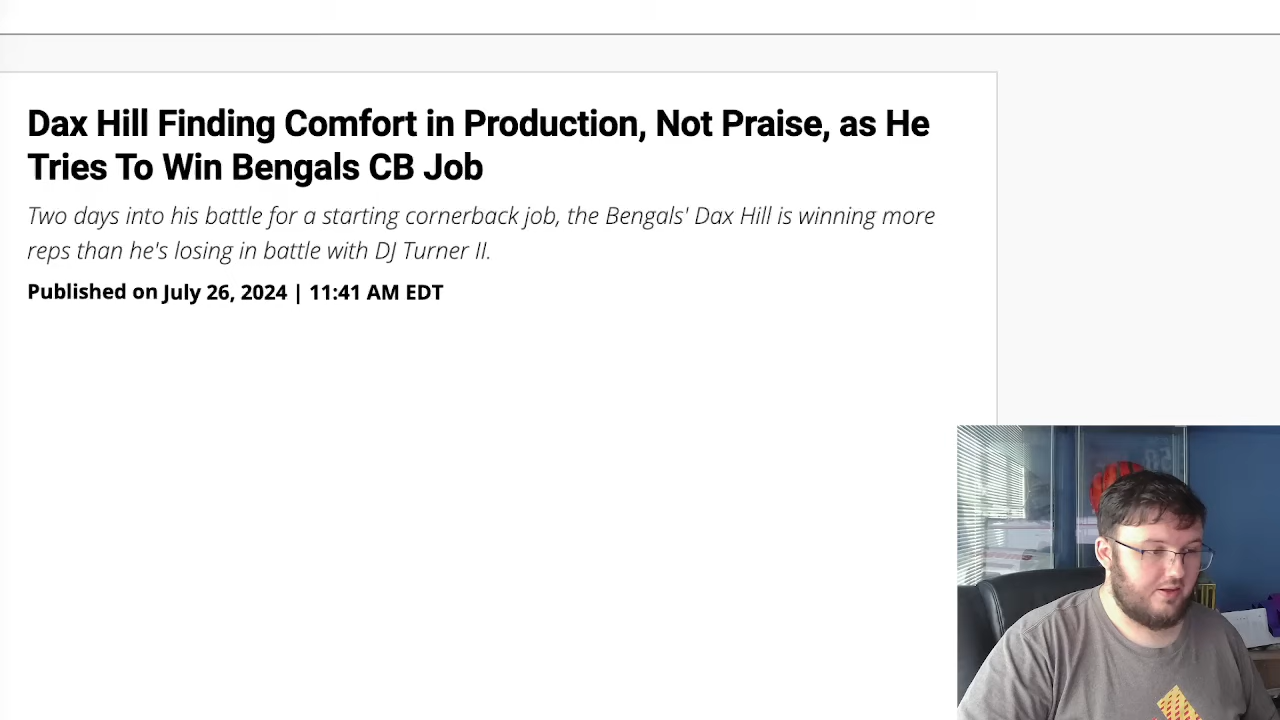 Dax Hill Finding Comfort in Production, Not Praise, as He
Tries To Win Bengals CB Job
Two days into his battle for a starting cornerback job, the Bengals' Dax Hill is winning more
reps than he's losing in battle with DJ Turner II.
Published on July 26, 2024 | 11:41 AM EDT